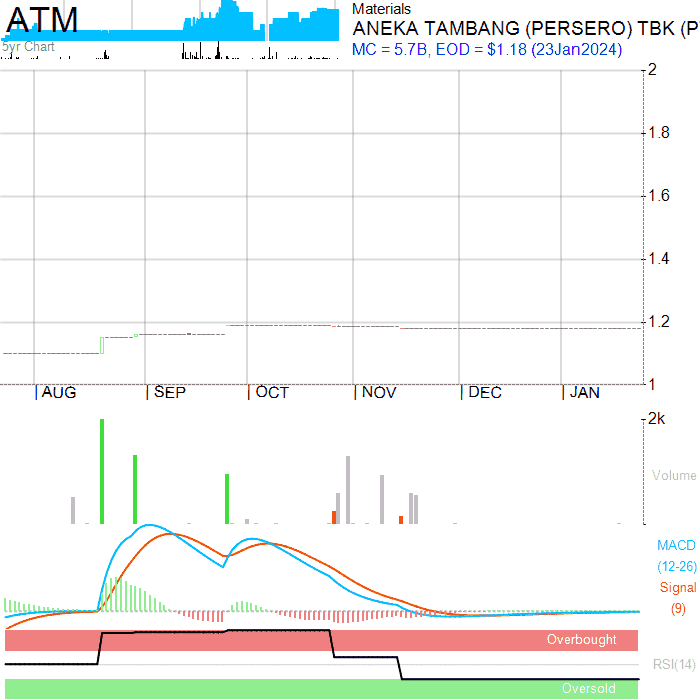 ATM
5yr Chart
Materials
ANEKA TAMBANG (PERSERO) TBK (P
MC = 5.7B, EOD = $1.18 (23Jan2024)
2
1.8
1.6
1.4
1.2
1
AUG SEP OCT NOV DEC JAN
2k
Volume
MACD
(12-26)
Signal
(9)
Overbought
RSI(14)
Oversold